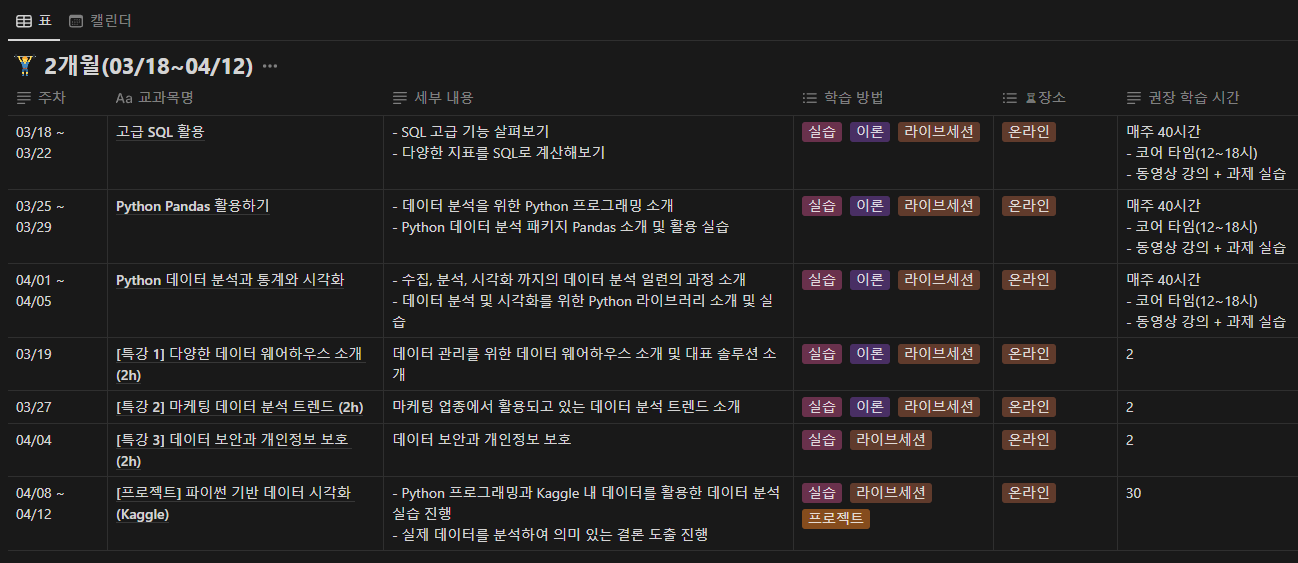 표 캘린더
2개월(03/18~04/12) ···
주차 Aa 교과목명 세부 내용 학습 방법 장소 권장 학습 시간
03/18 ~ 고급 SQL 활용 - SQL 고급 기능 살펴보기 실습 이론 라이브세션 온라인 매주 40시간
03/22 - 다양한 지표를 SQL로 계산해보기 - 코어 타임(12~18시)
- 동영상 강의 + 과제 실습
03/25 ~ Python Pandas 활용하기 - 데이터 분석을 위한 Python 프로그래밍 소개 실습 이론 라이브세션 온라인 매주 40시간
03/29 - Python 데이터 분석 패키지 Pandas 소개 및 활용 실습 - 코어 타임(12~18시)
- 동영상 강의 + 과제 실습
04/01 ~ Python 데이터 분석과 통계와 시각화 - 수집, 분석, 시각화 까지의 데이터 분석 일련의 과정 소개 실습 이론 라이브세션 온라인 매주 40시간
04/05 - 데이터 분석 및 시각화를 위한 Python 라이브러리 소개 및 실 - 코어 타임(12~18시)
습 - 동영상 강의 + 과제 실습
03/19 [특강 1] 다양한 데이터 웨어하우스 소개 데이터 관리를 위한 데이터 웨어하우스 소개 및 대표 솔루션 소 실습 이론 라이브세션 온라인 2
(2h) 개
03/27 [특강 2] 마케팅 데이터 분석 트렌드 (2h) 마케팅 업종에서 활용되고 있는 데이터 분석 트렌드 소개 실습 이론 라이브세션 온라인 2
04/04 [특강 3] 데이터 보안과 개인정보 보호 데이터 보안과 개인정보 보호 실습 라이브세션 온라인 2
(2h)
04/08 ~ [프로젝트] 파이썬 기반 데이터 시각화 - Python 프로그래밍과 Kaggle 내 데이터를 활용한 데이터 분석 실습 라이브세션 온라인 30
04/12 (Kaggle) 실습 진행 프로젝트
- 실제 데이터를 분석하여 의미 있는 결론 도출 진행